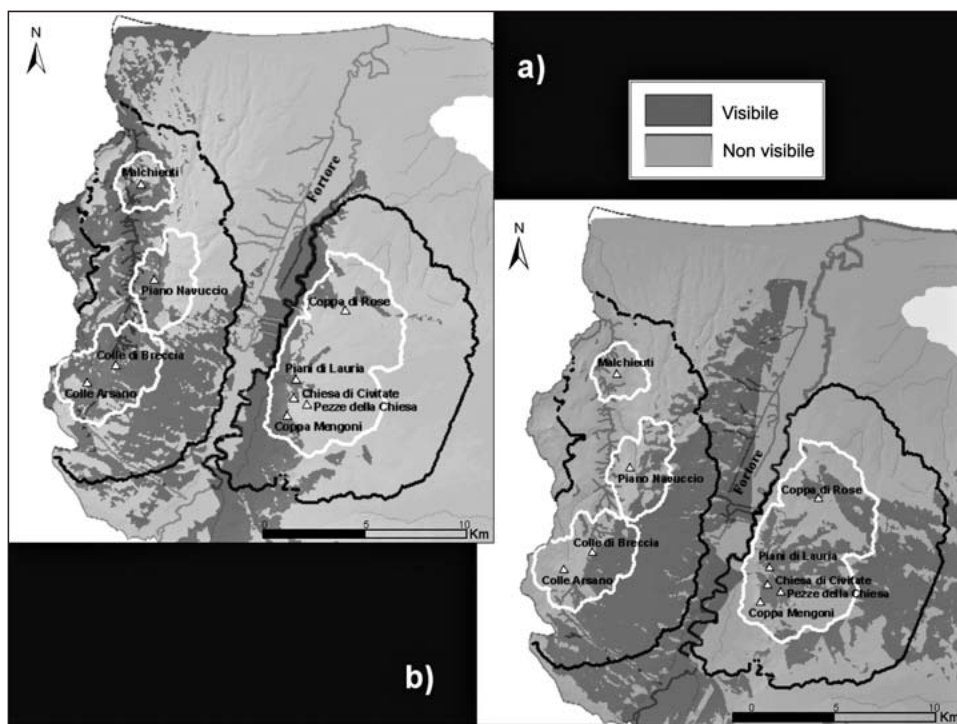 N
Malchieuti
Fortore
Piano Navuccio
Coppa di Rose
Colle di Breccia
Piani di Lauria
Colle Arsano
Chiesa di Civitate
Pezze della Chiesa
Coppa Mengoni
0 5 10
Km
a)
Visibile
Non visibile
N
Malchieuti
Fortore
Piano Navuccio
Coppa di Rose
Colle di Breccia
Piani di Lauria
Colle Arsano
Chiesa di Civitate
Pezze della Chiesa
Coppa Mengoni
0 5 10
Km
b)